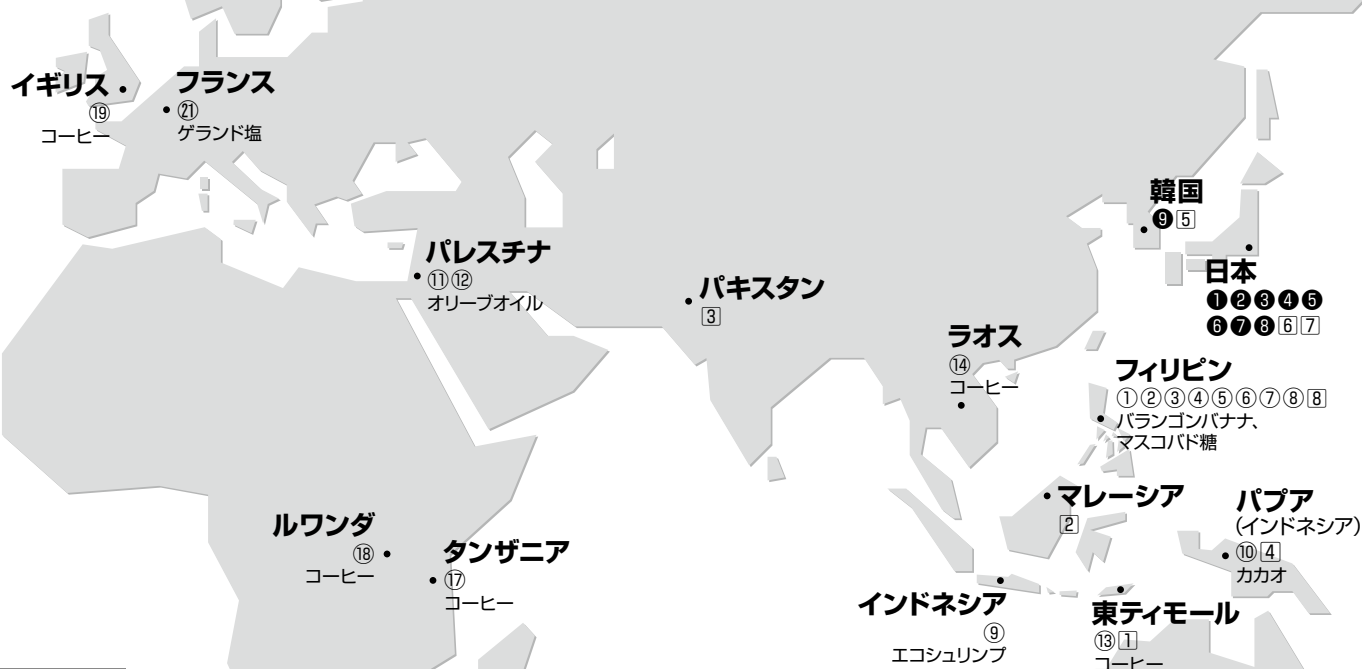 イギリス
⑲
コーヒー
フランス
㉑
ゲランド塩
韓国
❾5
日本
❶❷❸❹❺
❻❼❽67
パレスチナ
⑪⑫
オリーブオイル
パキスタン
3
ラオス
⑭
コーヒー
フィリピン
①②③④⑤⑥⑦⑧8
バランゴンバナナ、
マスコバド糖
マレーシア
2
パプア
(インドネシア)
⑩4
カカオ
ルワンダ
⑱
コーヒー
タンザニア
⑰
コーヒー
インドネシア
⑨
エコシュリンプ
東ティモール
⑬1
コーヒー